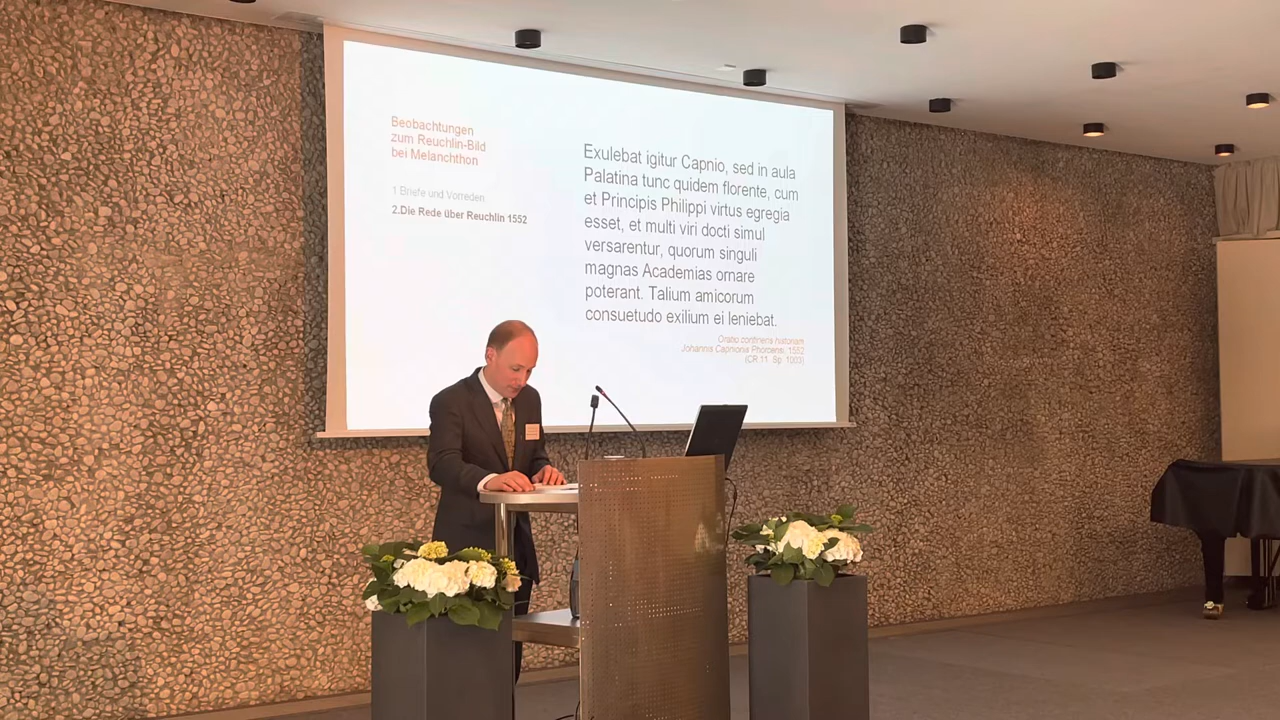 Beobachtungen
zum Reuchlin-Bild
bei Melanchthon
1.Briefe und Vorreden
2.Die Rede über Reuchlin 1552
Exulebat igitur Capnio, sed in aula
Palatina tunc quidem florente, cum
et Principis Philippi virtus egregia
esset, et multi viri docti simul
versarentur, quorum singuli
magnas Academias ornare
poterant. Talium amicorum
consuetudo exilium ei leniebat.
Oratio continens historiam
Johannis Capnionis Phorcensi, 1552
(CR 11, Sp. 1003)